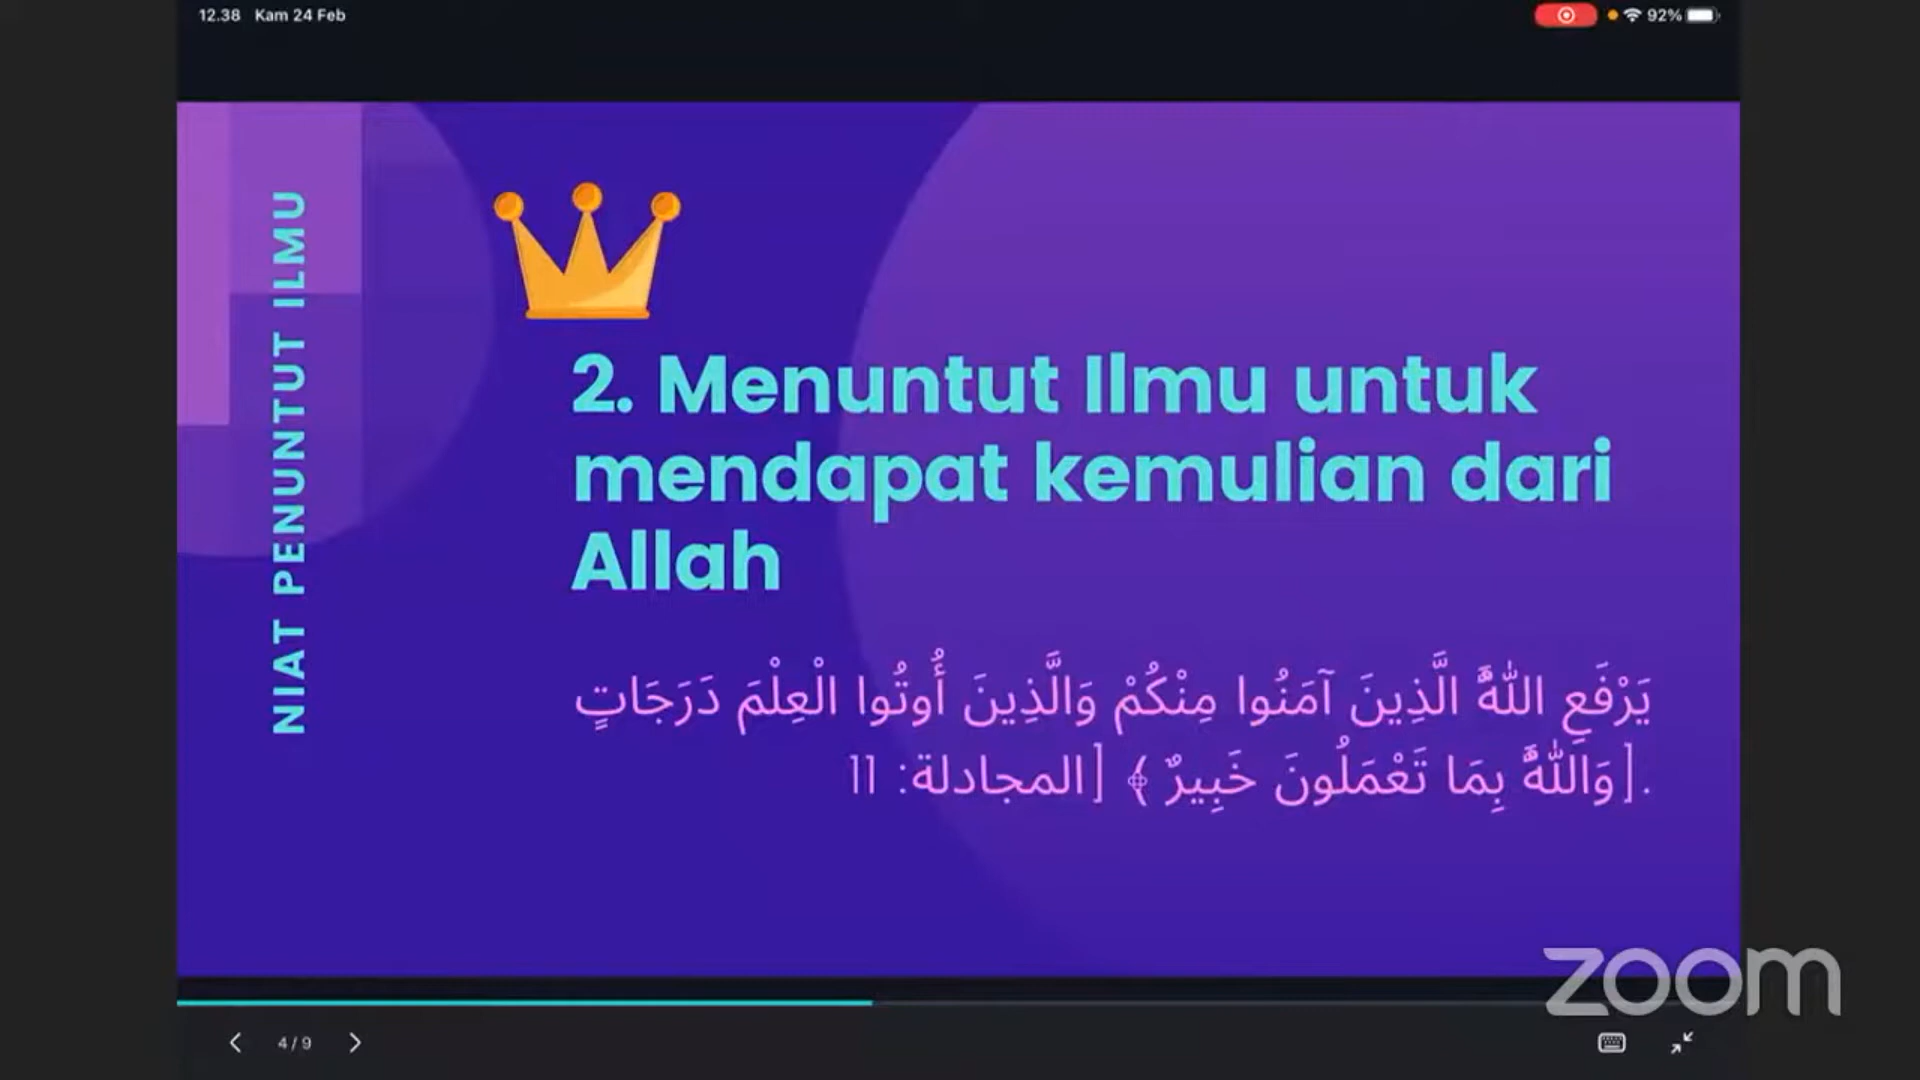 12.38 Kam 24 Feb
92%
NIAT PENUNTUT ILMU
2. Menuntut Ilmu untuk
mendapat kemulian dari
Allah
يَرْفَعِ اللَّهُ الَّذِينَ آمَنُوا مِنْكُمْ وَالَّذِينَ أُوتُوا الْعِلْمَ دَرَجَاتٍ
.[وَاللَّهُ بِمَا تَعْمَلُونَ خَبِيرٌ ﴾ [المجادلة: 11
zoom
4 / 9